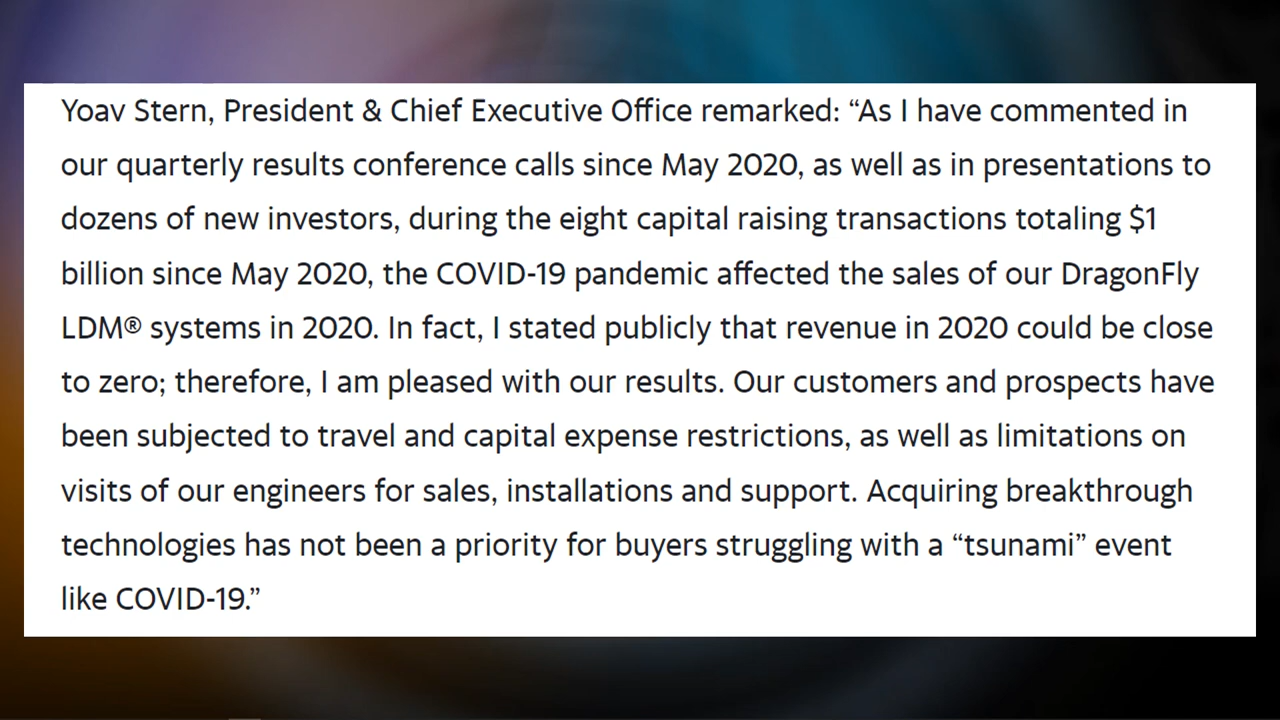 Yoav Stern, President & Chief Executive Office remarked: “As I have commented in
our quarterly results conference calls since May 2020, as well as in presentations to
dozens of new investors, during the eight capital raising transactions totaling $1
billion since May 2020, the COVID-19 pandemic affected the sales of our DragonFly
LDM® systems in 2020. In fact, I stated publicly that revenue in 2020 could be close
to zero; therefore, I am pleased with our results. Our customers and prospects have
been subjected to travel and capital expense restrictions, as well as limitations on
visits of our engineers for sales, installations and support. Acquiring breakthrough
technologies has not been a priority for buyers struggling with a “tsunami” event
like COVID-19.”